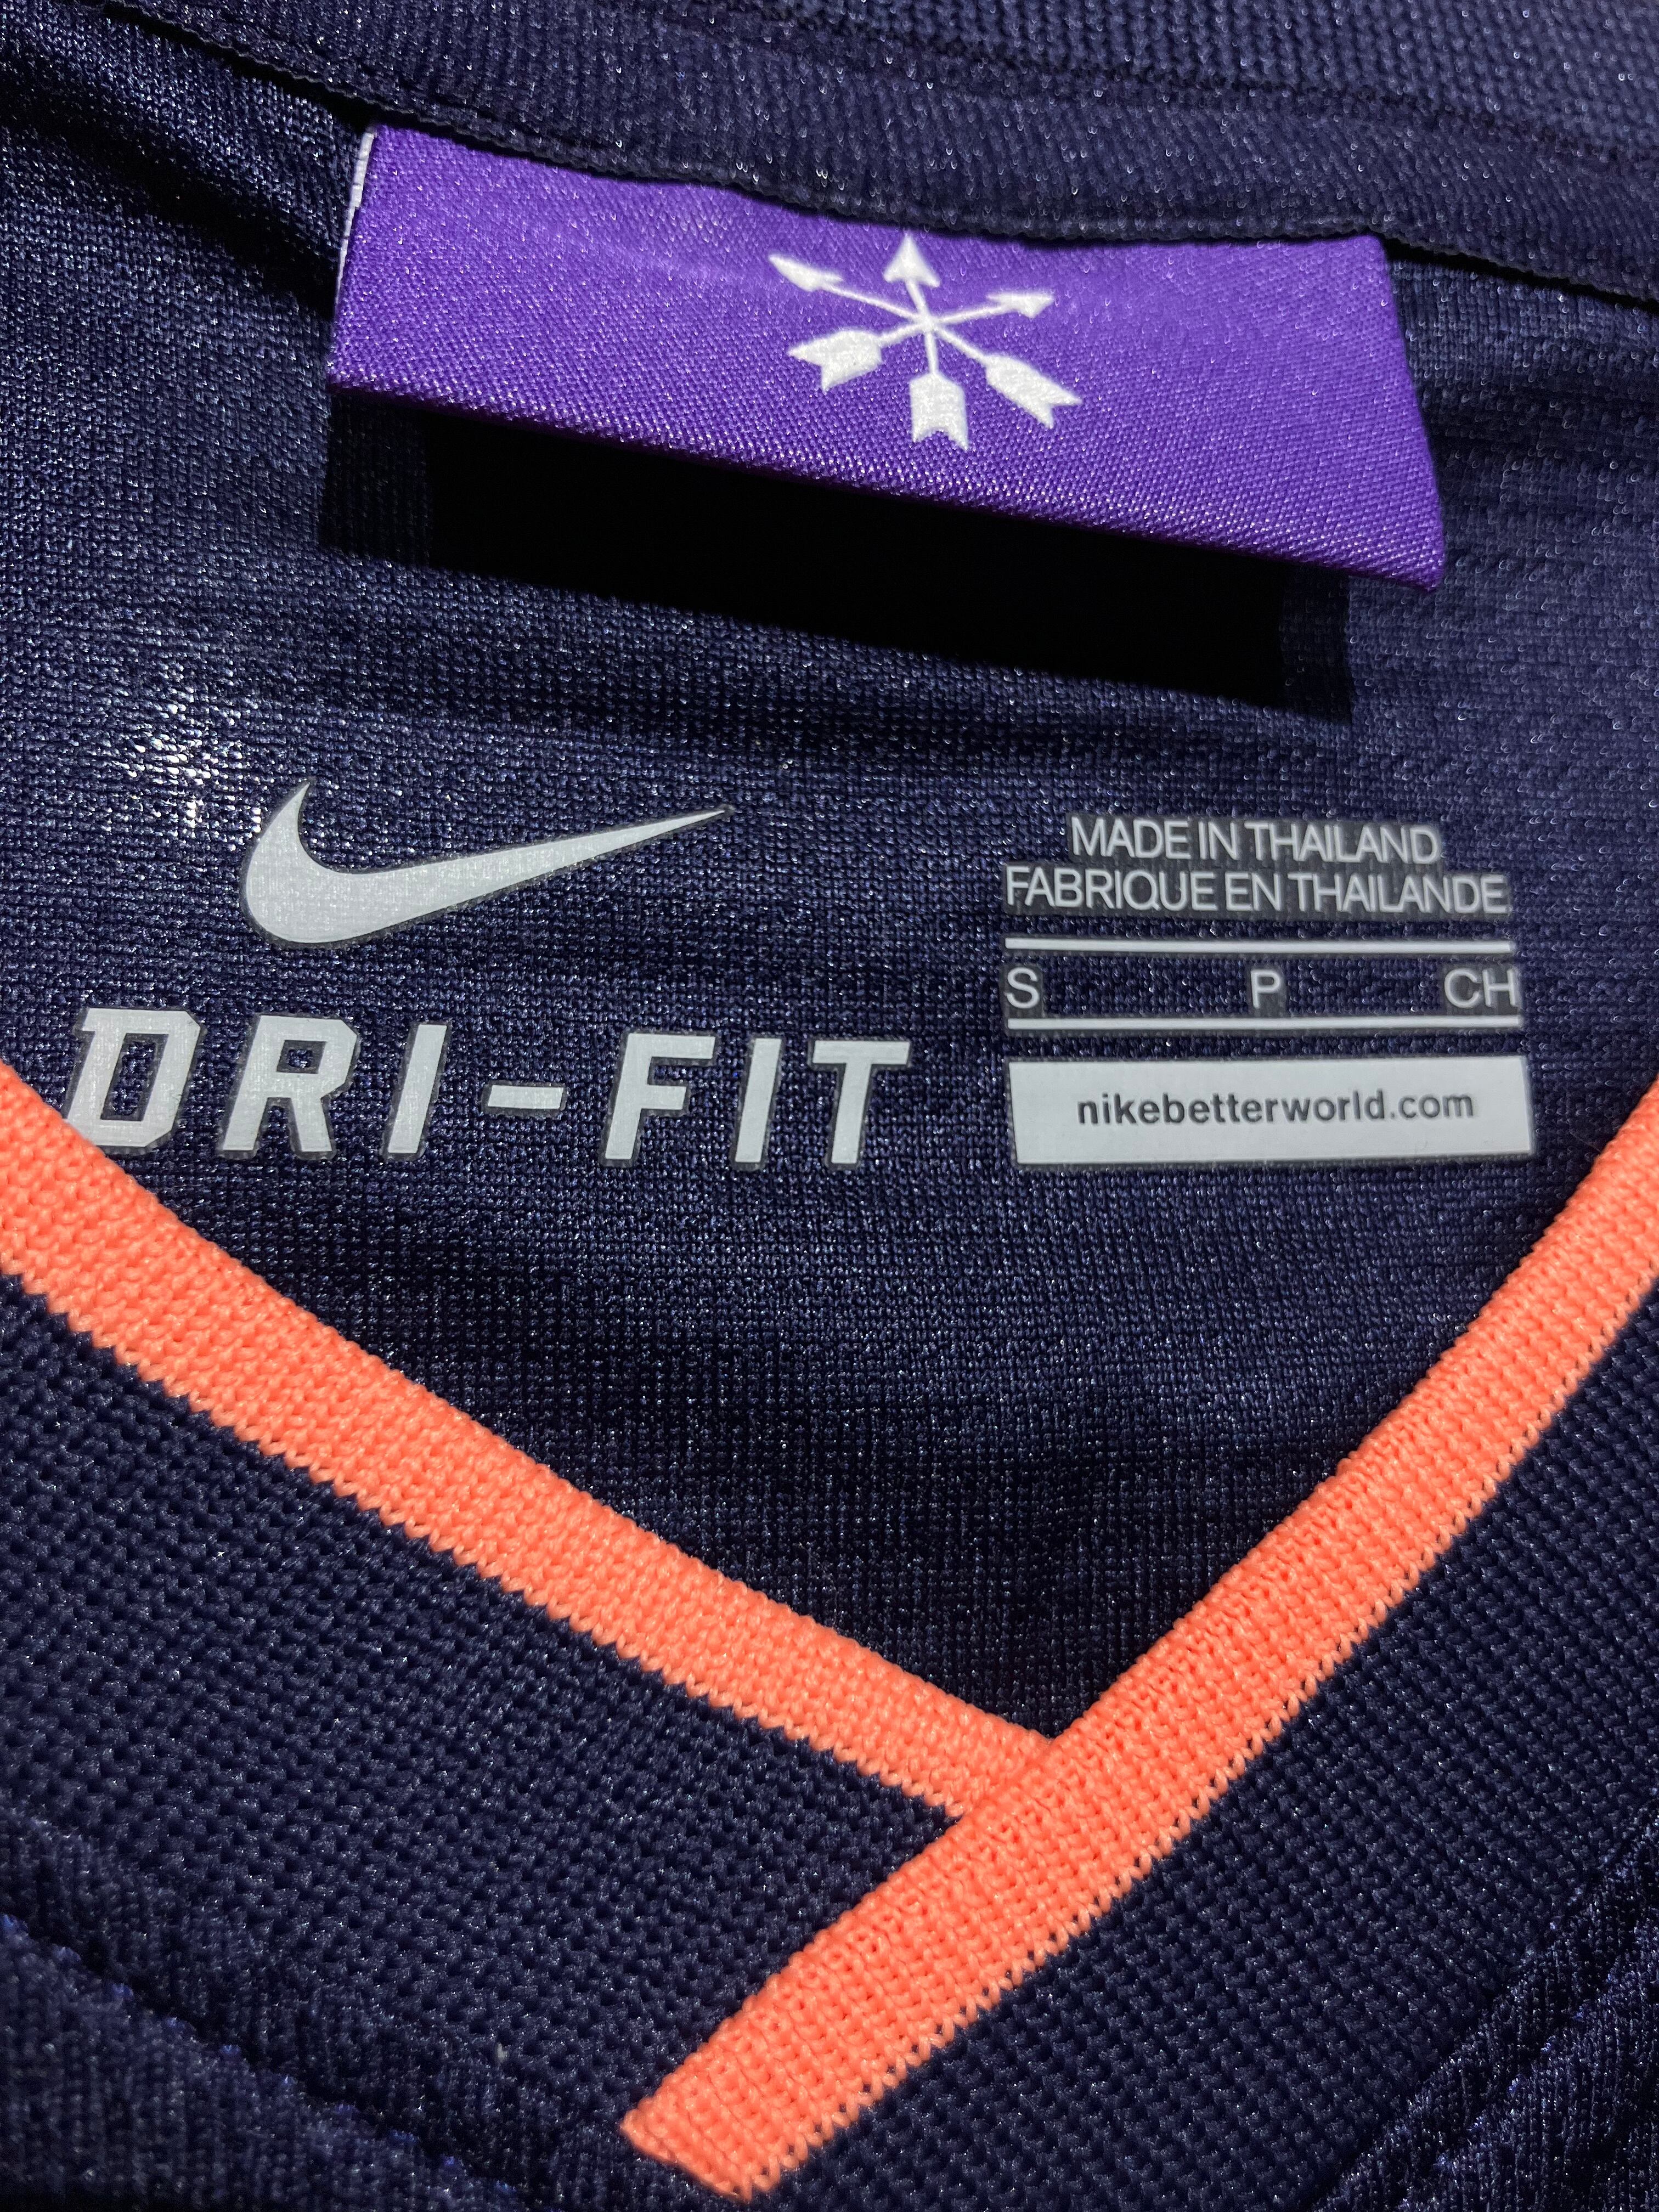 MADE IN THAILAND
FABRIQUE EN THAILANDE
S P CH
nikebetterworld.com
DRI-FIT